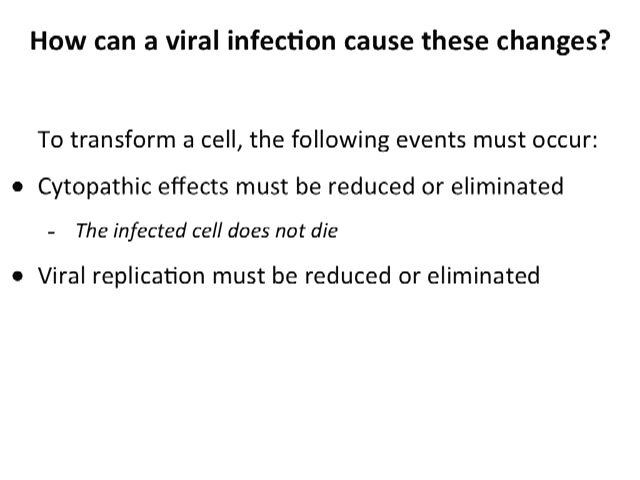 How can a viral infection cause these changes?
To transform a cell, the following events must occur:
• Cytopathic effects must be reduced or eliminated
- The infected cell does not die
• Viral replication must be reduced or eliminated